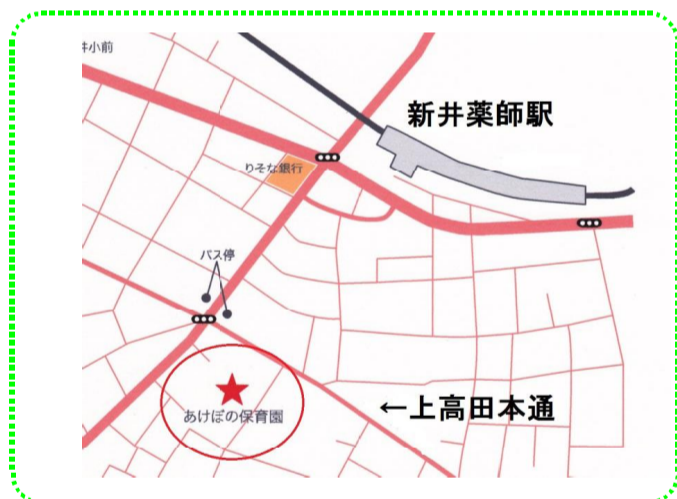 井小前
新井薬師駅
りそな銀行
バス停
あけぼの保育園
←上高田本通